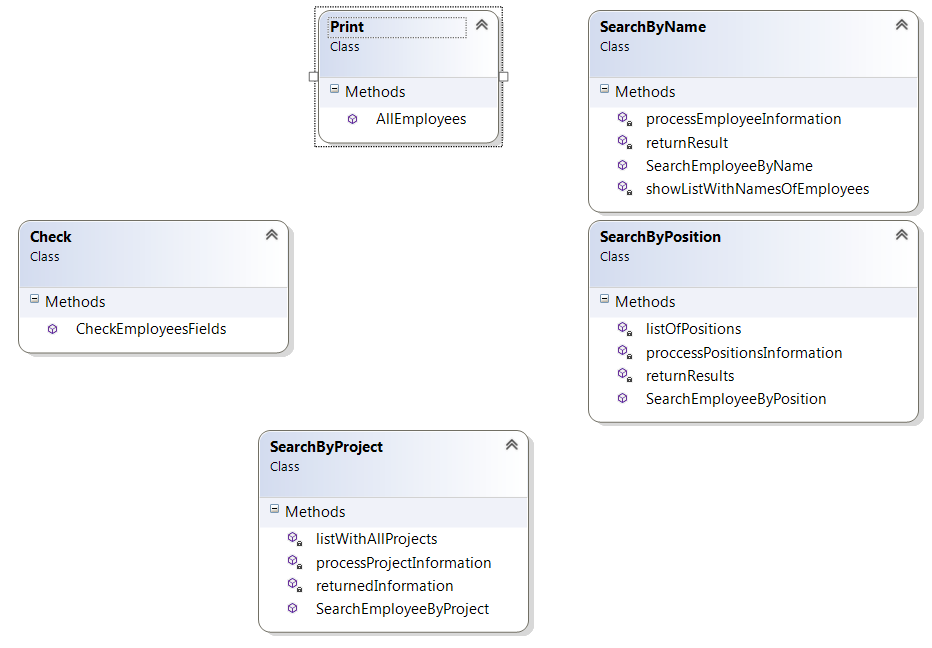 Print
Class
Methods
AllEmployees
SearchByName
Class
Methods
processEmployeeInformation
returnResult
SearchEmployeeByName
showListWithNamesOfEmployees
Check
Class
Methods
CheckEmployeesFields
SearchByPosition
Class
Methods
listOfPositions
proccessPositionsInformation
returnResults
SearchEmployeeByPosition
SearchByProject
Class
Methods
listWithAllProjects
processProjectInformation
returnedInformation
SearchEmployeeByProject